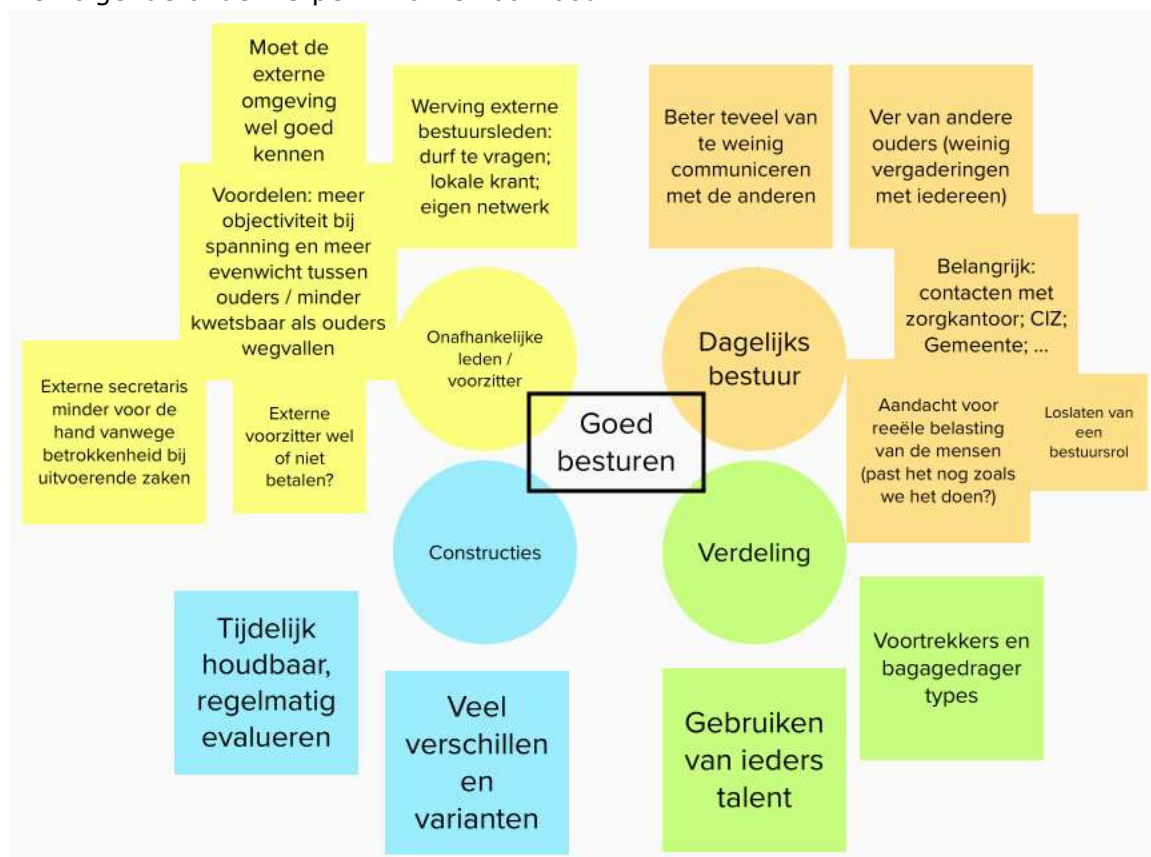 Moet de
externe
omgeving
wel goed
kennen
Werving externe
bestuursleden:
durf te vragen;
lokale krant;
eigen netwerk
Voordelen: meer
objectiviteit bij
spanning en meer
evenwicht tussen
ouders / minder
kwetsbaar als ouders
wegvallen
Externe secretaris
minder voor de
hand vanwege
betrokkenheid bij
uitvoerende zaken
Externe
voorzitter wel
of niet
betalen?
Onafhankelijke
leden /
voorzitter
Beter teveel van
te weinig
communiceren
met de anderen
Ver van andere
ouders (weinig
vergaderingen
met iedereen)
Belangrijk:
contacten met
zorgkantoor; CIZ;
Gemeente; ...
Dagelijks
bestuur
Aandacht voor
reeële belasting
van de mensen
(past het nog zoals
we het doen?)
Loslaten van
een
bestuursrol
Goed
besturen
Constructies
Verdeling
Tijdelijk
houdbaar,
regelmatig
evalueren
Veel
verschillen
en
varianten
Gebruiken
van ieders
talent
Voortrekkers en
bagagedrager
types